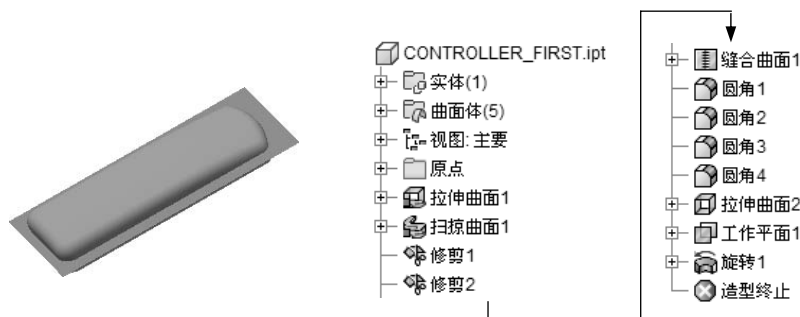 CONTROLLER_FIRST.ipt
实体(1)
曲面体(5)
视图: 主要
原点
拉伸曲面1
扫掠曲面1
修剪1
修剪2
缝合曲面1
圆角1
圆角2
圆角3
圆角4
拉伸曲面2
工作平面1
旋转1
造型终止